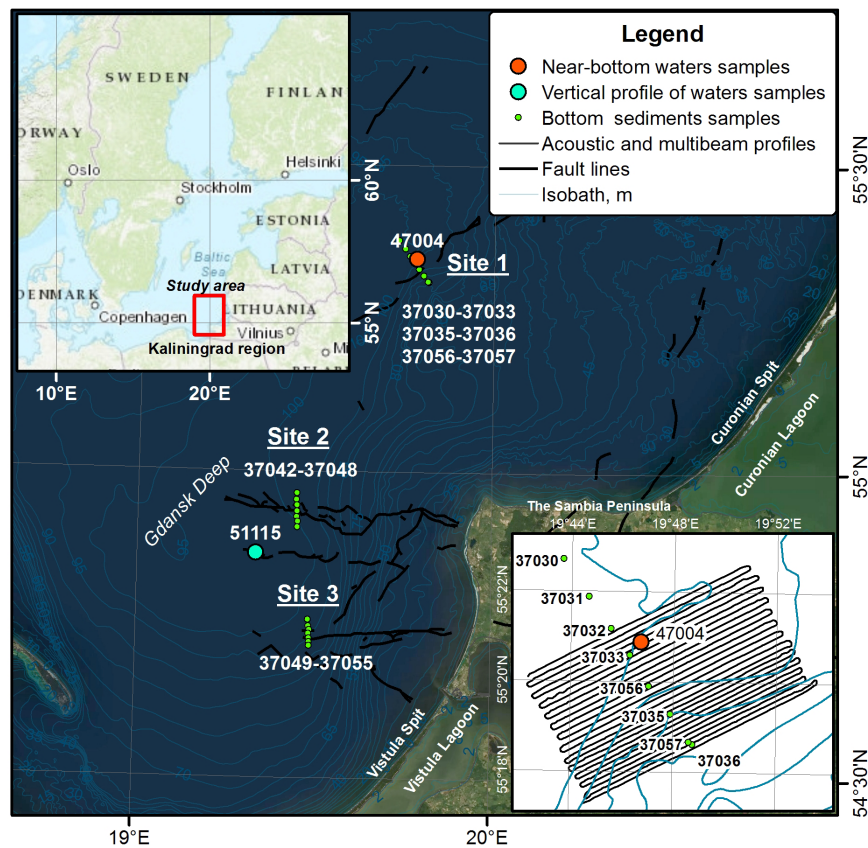 SWEDEN
FINLAN
ORWAY
Oslo
Helsinki
Stockholm
ESTONIA
Baltic
Sea
LATVIA
Study area
DENMARK
LITHUANIA
Copenhagen
Vilnius
Kaliningrad region
Mi
BELAR
60°N
55°N
10°E
20°E
Legend
Near-bottom waters samples
Vertical profile of waters samples
Bottom sediments samples
Acoustic and multibeam profiles
Fault lines
Isobath, m
55°30'N
47004
Site 1
37030-37033
37035-37036
37056-37057
Curonian Spit
Curonian Lagoon
55°N
Site 2
37042-37048
Gdansk Deep
51115
Site 3
37049-37055
Vistula Spit
Vistula Lagoon
The Sambia Peninsula
19°44'E
19°48'E
19°52'E
55°22'N
55°20'N
55°18'N
37030
37031
37032
47004
37033
37056
37035
37057
37036
54°30'N
19°E
20°E